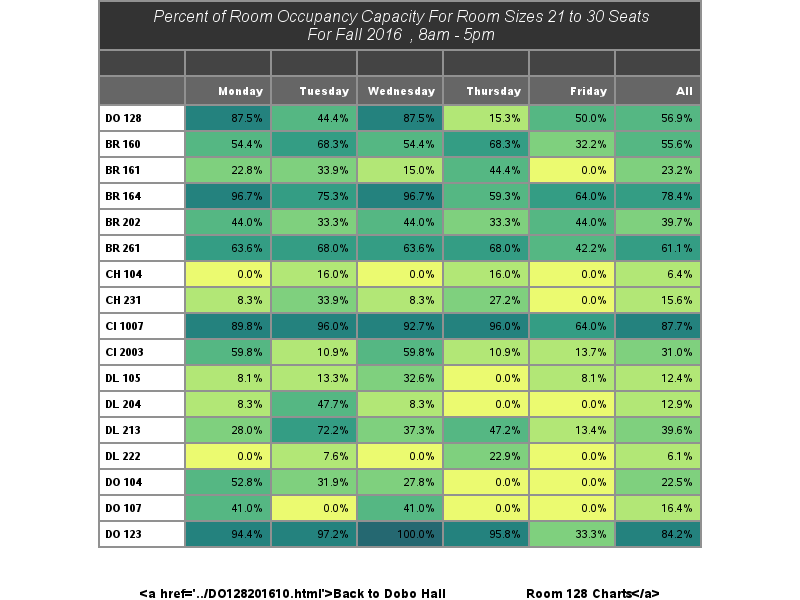 Percent of Room Occupancy Capacity For Room Sizes 21 to 30 Seats
For Fall 2016 , 8am - 5pm
Monday Tuesday Wednesday Thursday Friday All
DO 128 87.5% 44.4% 87.5% 15.3% 50.0% 56.9%
BR 160 54.4% 68.3% 54.4% 68.3% 32.2% 55.6%
BR 161 22.8% 33.9% 15.0% 44.4% 0.0% 23.2%
BR 164 96.7% 75.3% 96.7% 59.3% 64.0% 78.4%
BR 202 44.0% 33.3% 44.0% 33.3% 44.0% 39.7%
BR 261 63.6% 68.0% 63.6% 68.0% 42.2% 61.1%
CH 104 0.0% 16.0% 0.0% 16.0% 0.0% 6.4%
CH 231 8.3% 33.9% 8.3% 27.2% 0.0% 15.6%
CI 1007 89.8% 96.0% 92.7% 96.0% 64.0% 87.7%
CI 2003 59.8% 10.9% 59.8% 10.9% 13.7% 31.0%
DL 105 8.1% 13.3% 32.6% 0.0% 8.1% 12.4%
DL 204 8.3% 47.7% 8.3% 0.0% 0.0% 12.9%
DL 213 28.0% 72.2% 37.3% 47.2% 13.4% 39.6%
DL 222 0.0% 7.6% 0.0% 22.9% 0.0% 6.1%
DO 104 52.8% 31.9% 27.8% 0.0% 0.0% 22.5%
DO 107 41.0% 0.0% 41.0% 0.0% 0.0% 16.4%
DO 123 94.4% 97.2% 100.0% 95.8% 33.3% 84.2%
<a href='../DO128201610.html'>Back to Dobo Hall Room 128 Charts</a>